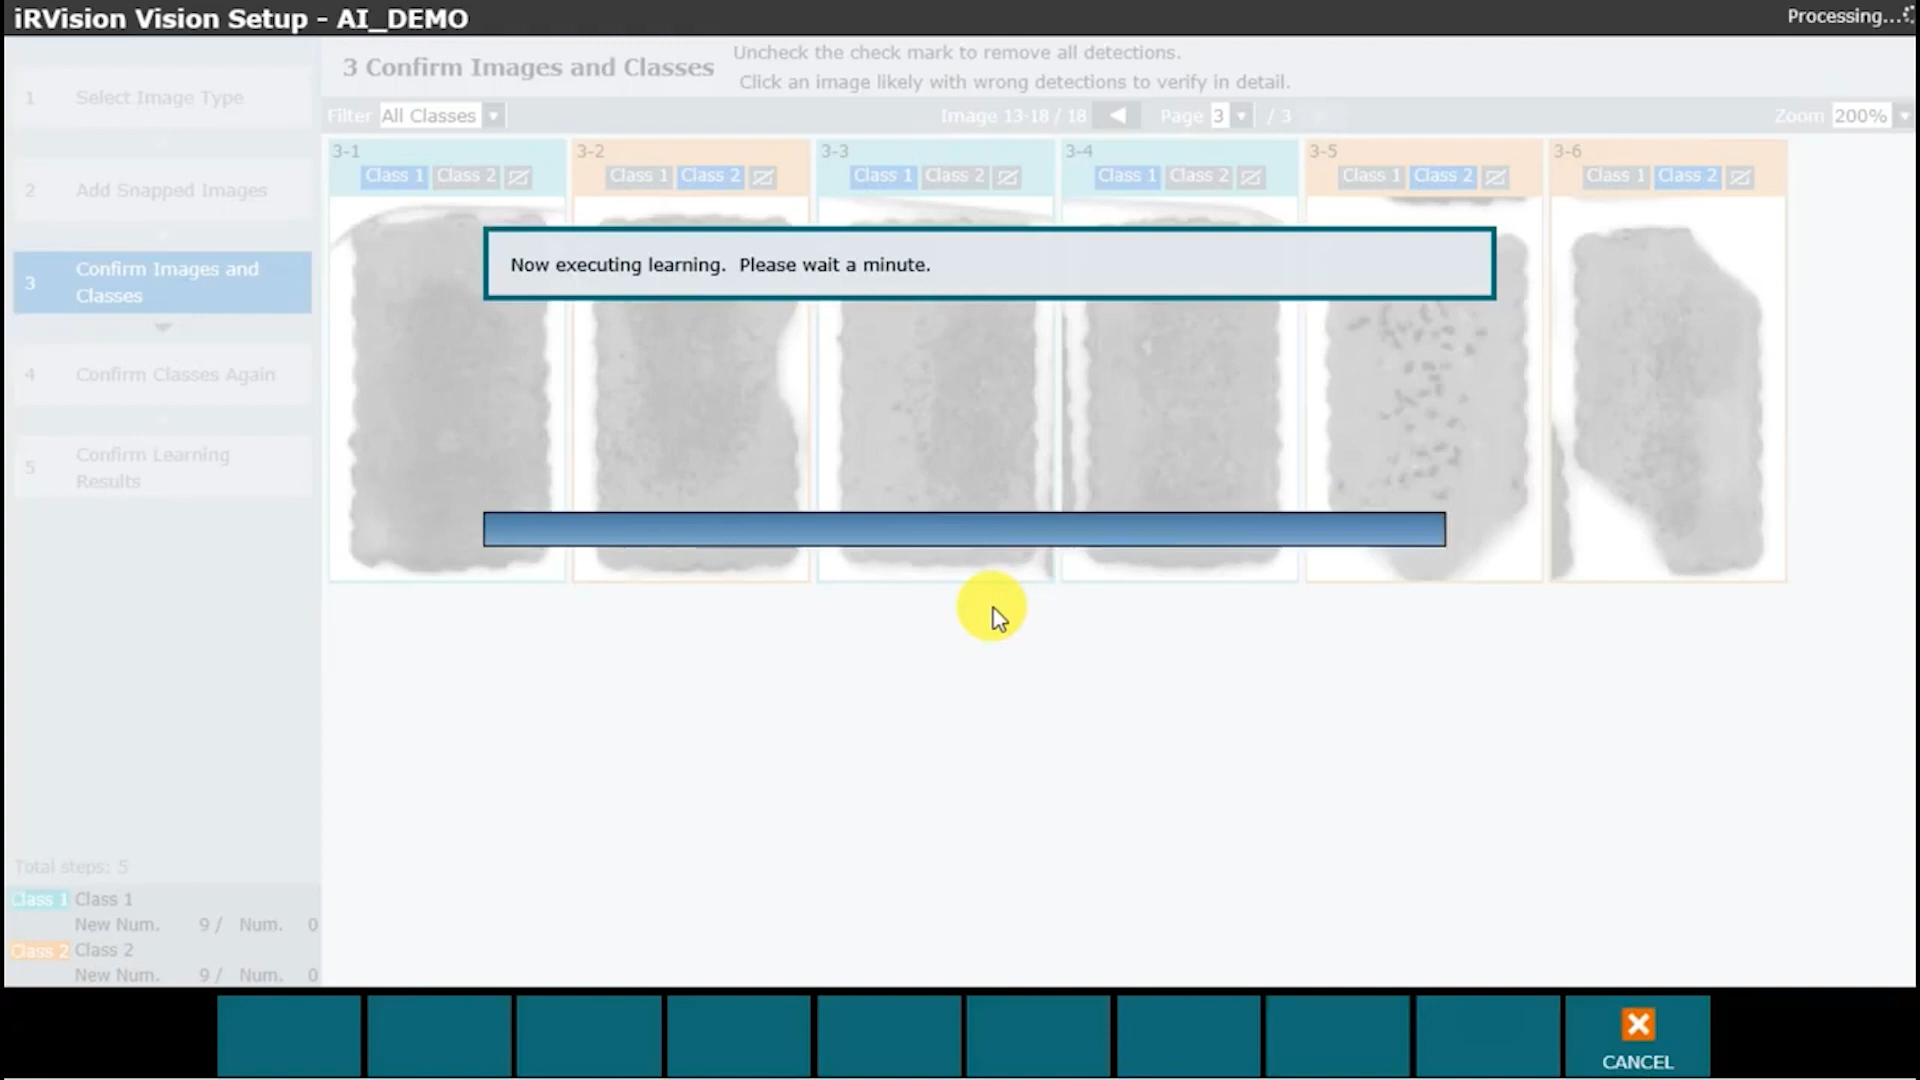 iRVision Vision Setup - AI_DEMO
Processing...
1 Select Image Type
2 Add Snapped Images
3 Confirm Images and
Classes
4 Confirm Classes Again
5 Confirm Learning
Results
Total steps: 5
Class 1 Class 1
New Num. 9 / Num. 0
Class 2 Class 2
New Num. 9 / Num. 0
3 Confirm Images and Classes
Uncheck the check mark to remove all detections.
Click an image likely with wrong detections to verify in detail.
Filter All Classes
Image 13-18 / 18
Page 3 / 3
Zoom 200%
3-1
Class 1 Class 2
3-2
Class 1 Class 2
3-3
Class 1 Class 2
3-4
Class 1 Class 2
3-5
Class 1 Class 2
3-6
Class 1 Class 2
Now executing learning. Please wait a minute.
CANCEL